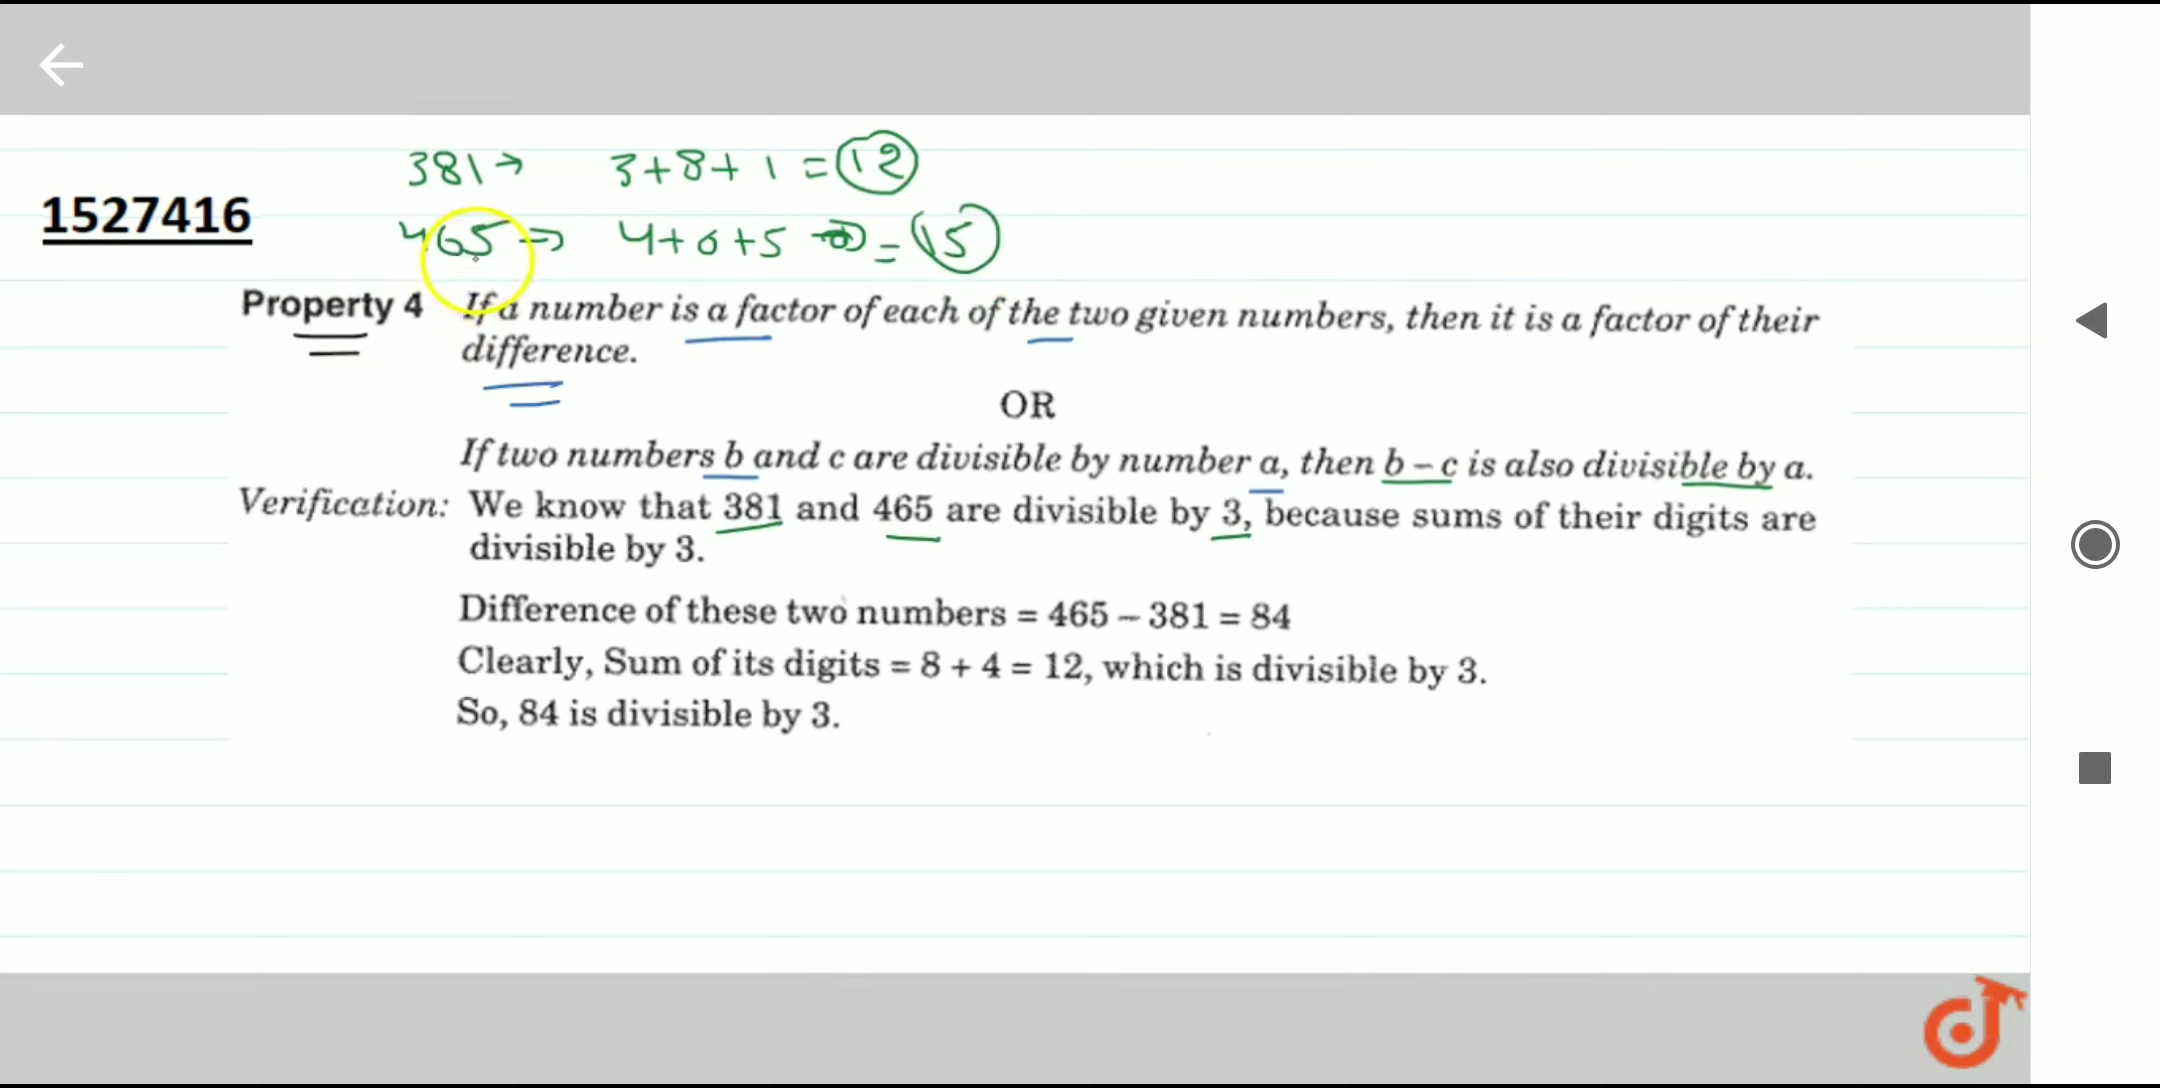 381→ 3+8+1 = 12
1527416
465 ⇒ 4+6+5 = 15
Property 4 If a number is a factor of each of the two given numbers, then it is a factor of their
difference.
OR
If two numbers b and c are divisible by number a, then b – c is also divisible by a.
Verification: We know that 381 and 465 are divisible by 3, because sums of their digits are
divisible by 3.
Difference of these two numbers = 465 – 381 = 84
Clearly, Sum of its digits = 8 + 4 = 12, which is divisible by 3.
So, 84 is divisible by 3.